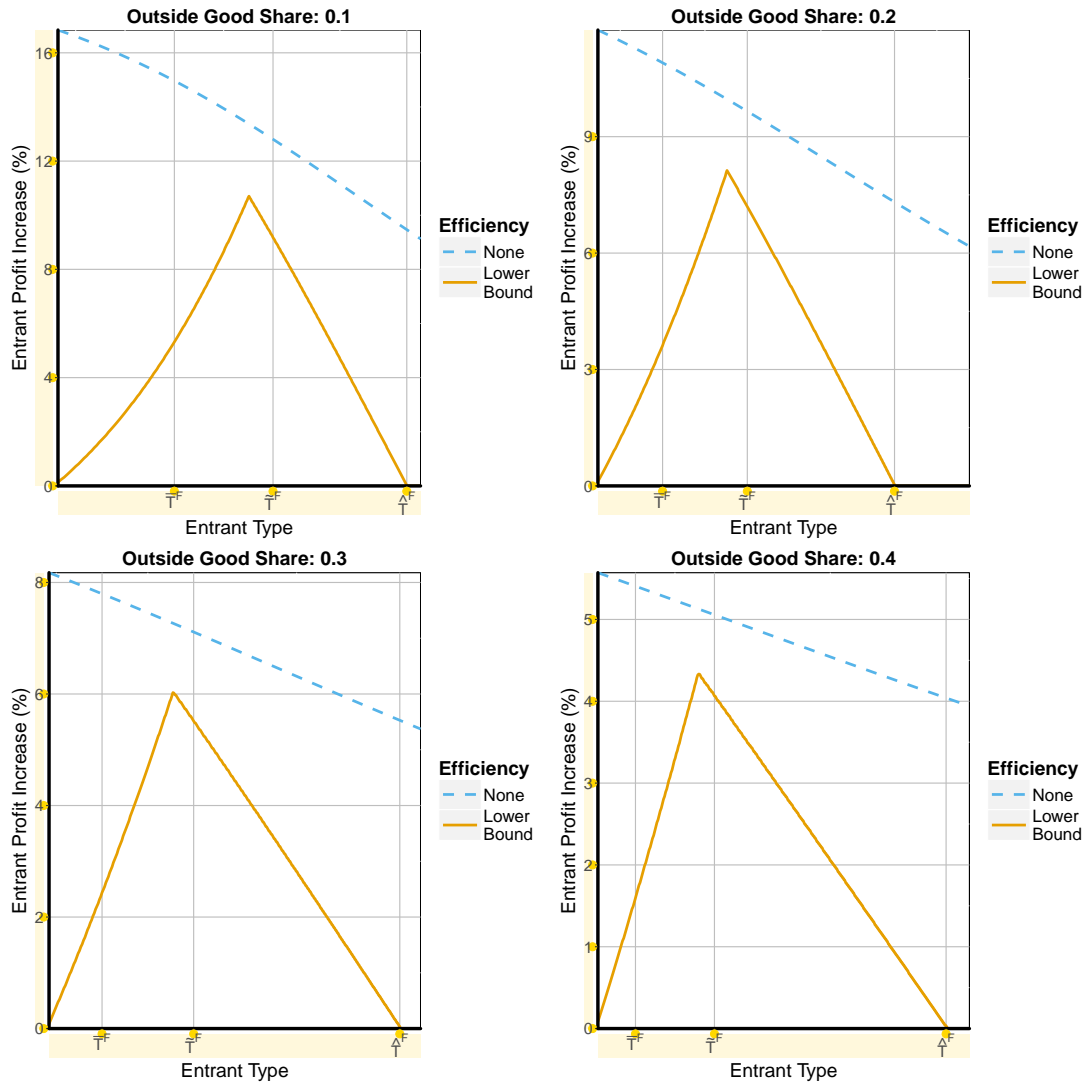 Outside Good Share: 0.1
Entrant Profit Increase (%)
16
12
8
4
0
T̅ᶠ T̃ᶠ T̂ᶠ
Entrant Type
Efficiency
None
Lower
Bound
Outside Good Share: 0.2
Entrant Profit Increase (%)
9
6
3
0
T̅ᶠ T̃ᶠ T̂ᶠ
Entrant Type
Efficiency
None
Lower
Bound
Outside Good Share: 0.3
Entrant Profit Increase (%)
8
6
4
2
0
T̅ᶠ T̃ᶠ T̂ᶠ
Entrant Type
Efficiency
None
Lower
Bound
Outside Good Share: 0.4
Entrant Profit Increase (%)
5
4
3
2
1
0
T̅ᶠ T̃ᶠ T̂ᶠ
Entrant Type
Efficiency
None
Lower
Bound